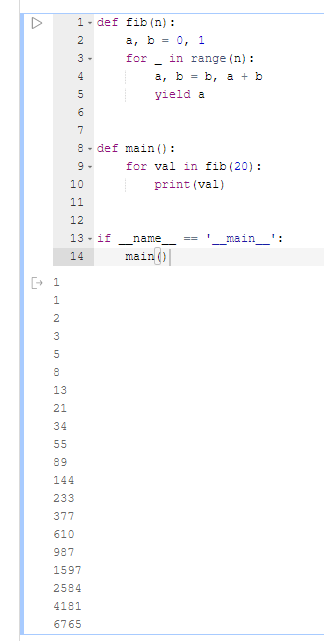 1 def fib(n):
2     a, b = 0, 1
3     for _ in range(n):
4         a, b = b, a + b
5         yield a
6
7
8 def main():
9     for val in fib(20):
10         print(val)
11
12
13 if __name__ == '__main__':
14     main()
1
1
2
3
5
8
13
21
34
55
89
144
233
377
610
987
1597
2584
4181
6765